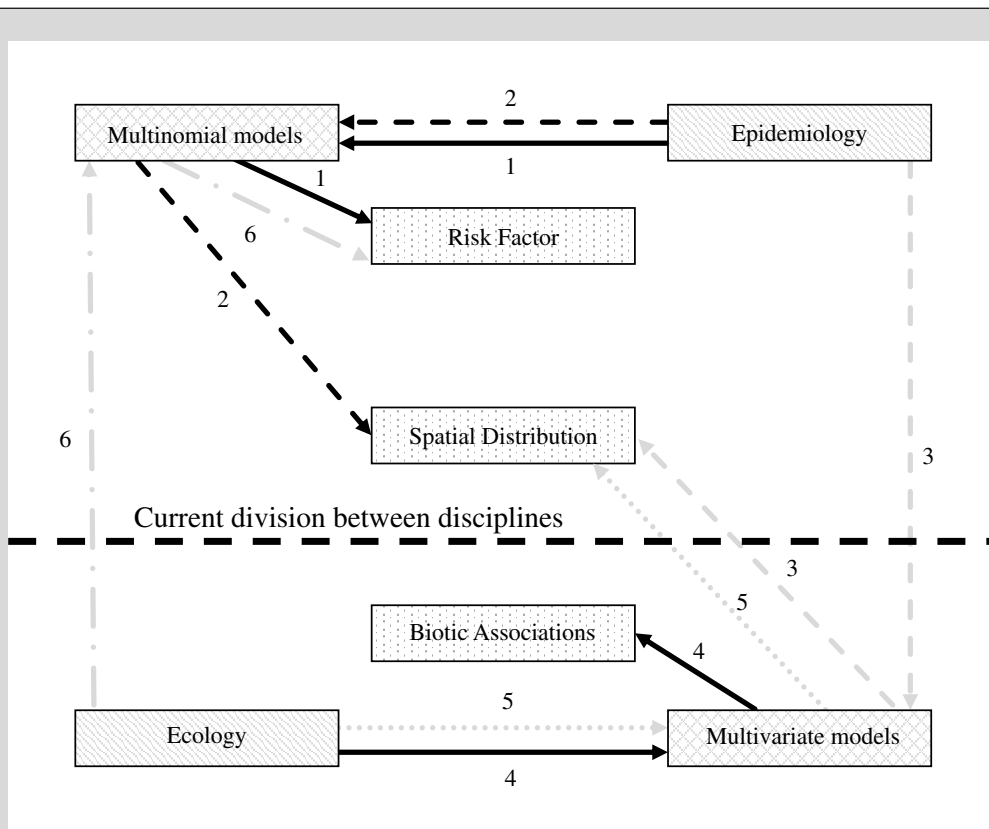 2
Multinomial models
Epidemiology
1
1
Risk Factor
6
2
Spatial Distribution
6
3
Current division between disciplines
3
5
Biotic Associations
4
5
Ecology
Multivariate models
4